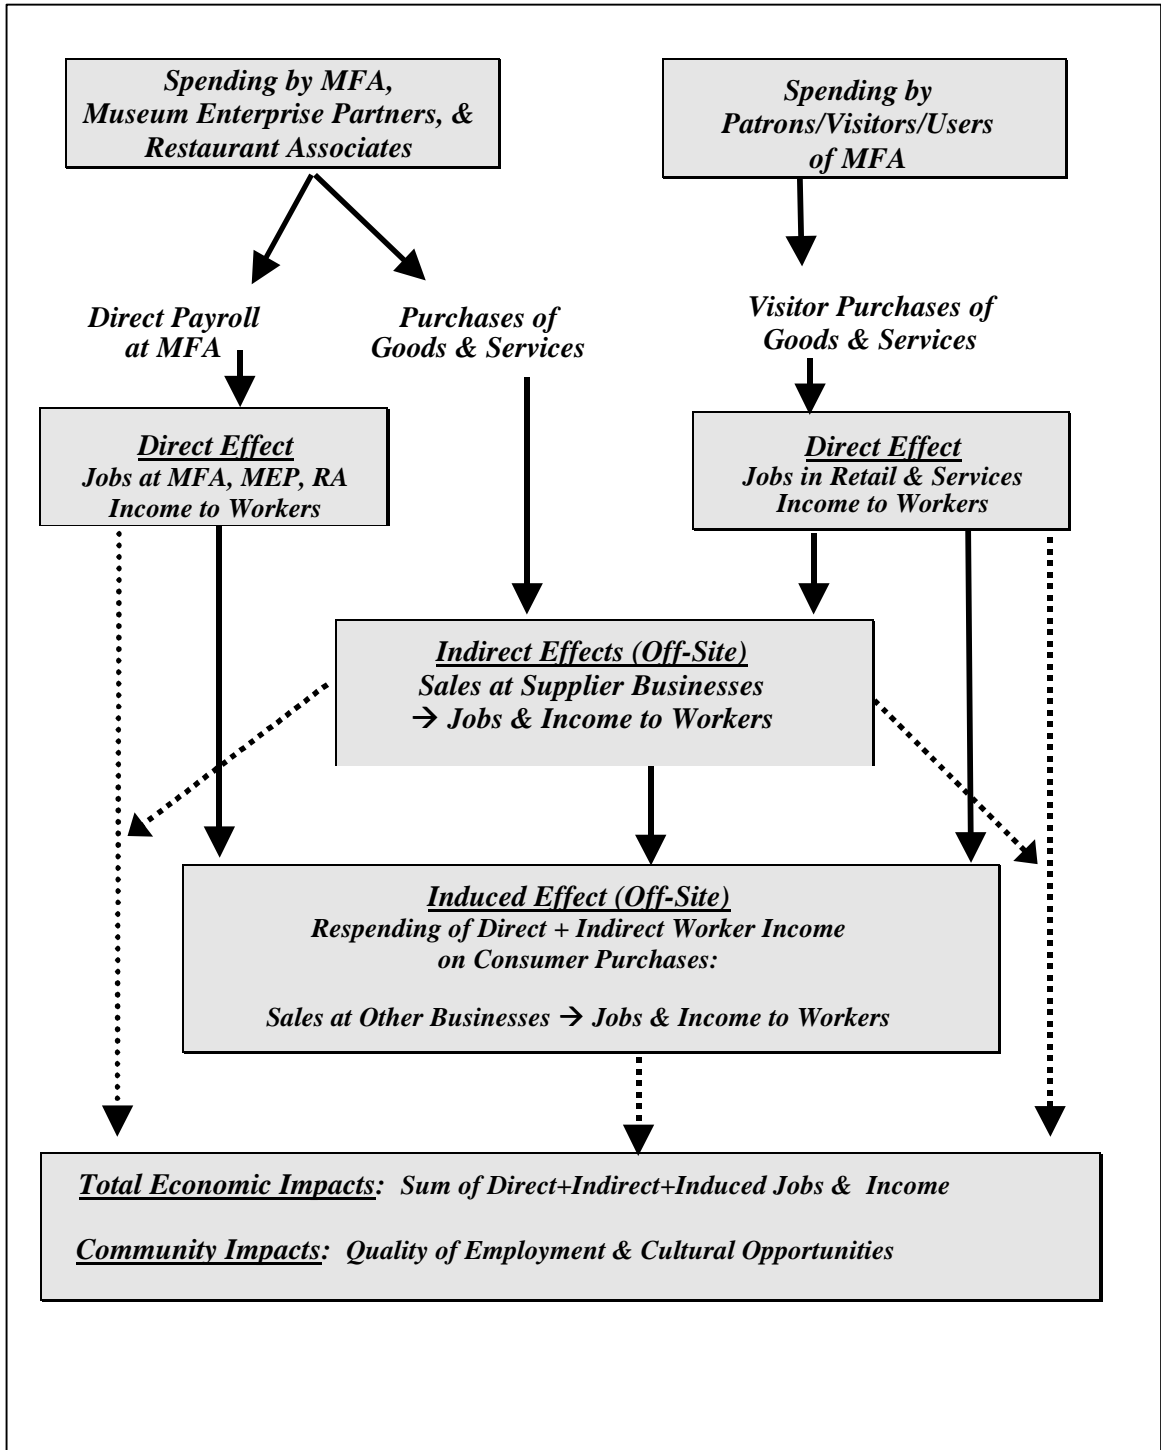 Spending by MFA,
Museum Enterprise Partners, &
Restaurant Associates
Spending by
Patrons/Visitors/Users
of MFA
Direct Payroll
at MFA
Purchases of
Goods & Services
Visitor Purchases of
Goods & Services
Direct Effect
Jobs at MFA, MEP, RA
Income to Workers
Direct Effect
Jobs in Retail & Services
Income to Workers
Indirect Effects (Off-Site)
Sales at Supplier Businesses
→ Jobs & Income to Workers
Induced Effect (Off-Site)
Respending of Direct + Indirect Worker Income
on Consumer Purchases:
Sales at Other Businesses → Jobs & Income to Workers
Total Economic Impacts: Sum of Direct+Indirect+Induced Jobs & Income
Community Impacts: Quality of Employment & Cultural Opportunities